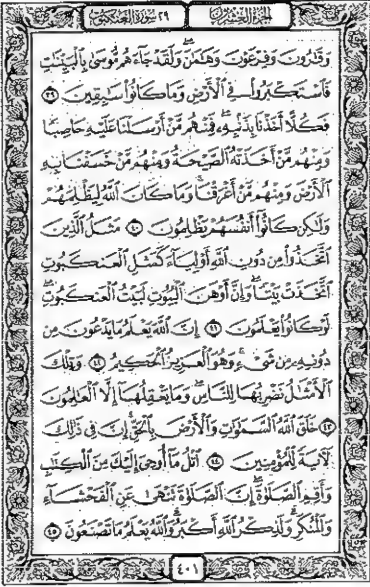 الجزء العشرون ٢٩ سورة العنكبوت
وَقَٰرُونَ وَفِرْعَوْنَ وَهَٰمَٰنَ وَلَقَدْ جَآءَهُم مُّوسَىٰ بِٱلْبَيِّنَٰتِ
فَٱسْتَكْبَرُوا۟ فِى ٱلْأَرْضِ وَمَا كَانُوا۟ سَٰبِقِينَ ٣٩
فَكُلًّا أَخَذْنَا بِذَنۢبِهِۦ فَمِنْهُم مَّنْ أَرْسَلْنَا عَلَيْهِ حَاصِبًا
وَمِنْهُم مَّنْ أَخَذَتْهُ ٱلصَّيْحَةُ وَمِنْهُم مَّنْ خَسَفْنَا بِهِ
ٱلْأَرْضَ وَمِنْهُم مَّنْ أَغْرَقْنَا وَمَا كَانَ ٱللَّهُ لِيَظْلِمَهُمْ
وَلَٰكِن كَانُوٓا۟ أَنفُسَهُمْ يَظْلِمُونَ ٤٠ مَثَلُ ٱلَّذِينَ
ٱتَّخَذُوا۟ مِن دُونِ ٱللَّهِ أَوْلِيَآءَ كَمَثَلِ ٱلْعَنكَبُوتِ
ٱتَّخَذَتْ بَيْتًا وَإِنَّ أَوْهَنَ ٱلْبُيُوتِ لَبَيْتُ ٱلْعَنكَبُوتِ
لَوْ كَانُوا۟ يَعْلَمُونَ ٤١ إِنَّ ٱللَّهَ يَعْلَمُ مَا يَدْعُونَ مِن
دُونِهِۦ مِن شَىْءٍ وَهُوَ ٱلْعَزِيزُ ٱلْحَكِيمُ ٤٢ وَتِلْكَ
ٱلْأَمْثَٰلُ نَضْرِبُهَا لِلنَّاسِ وَمَا يَعْقِلُهَآ إِلَّا ٱلْعَٰلِمُونَ
٤٣ خَلَقَ ٱللَّهُ ٱلسَّمَٰوَٰتِ وَٱلْأَرْضَ بِٱلْحَقِّ إِنَّ فِى ذَٰلِكَ
لَءَايَةً لِّلْمُؤْمِنِينَ ٤٤ ٱتْلُ مَآ أُوحِىَ إِلَيْكَ مِنَ ٱلْكِتَٰبِ
وَأَقِمِ ٱلصَّلَوٰةَ إِنَّ ٱلصَّلَوٰةَ تَنْهَىٰ عَنِ ٱلْفَحْشَآءِ
وَٱلْمُنكَرِ وَلَذِكْرُ ٱللَّهِ أَكْبَرُ وَٱللَّهُ يَعْلَمُ مَا تَصْنَعُونَ ٤٥
٤٠١